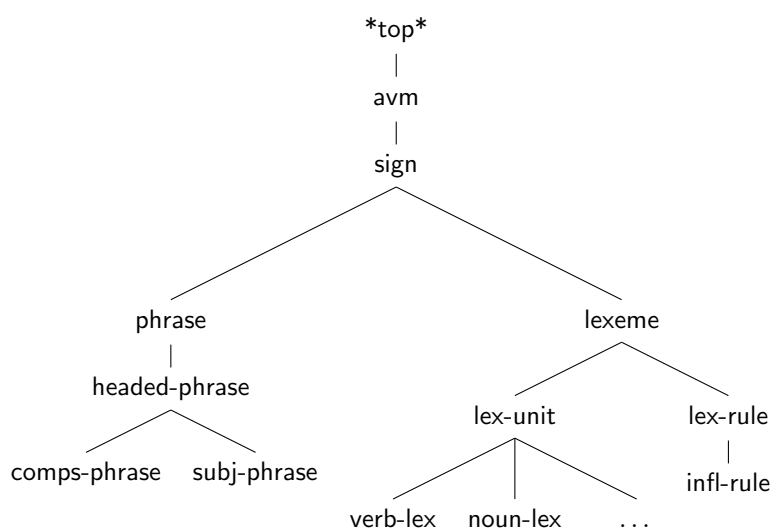 *top*
avm
sign
phrase lexeme
headed-phrase
lex-unit lex-rule
comps-phrase subj-phrase
infl-rule
verb-lex noun-lex ...